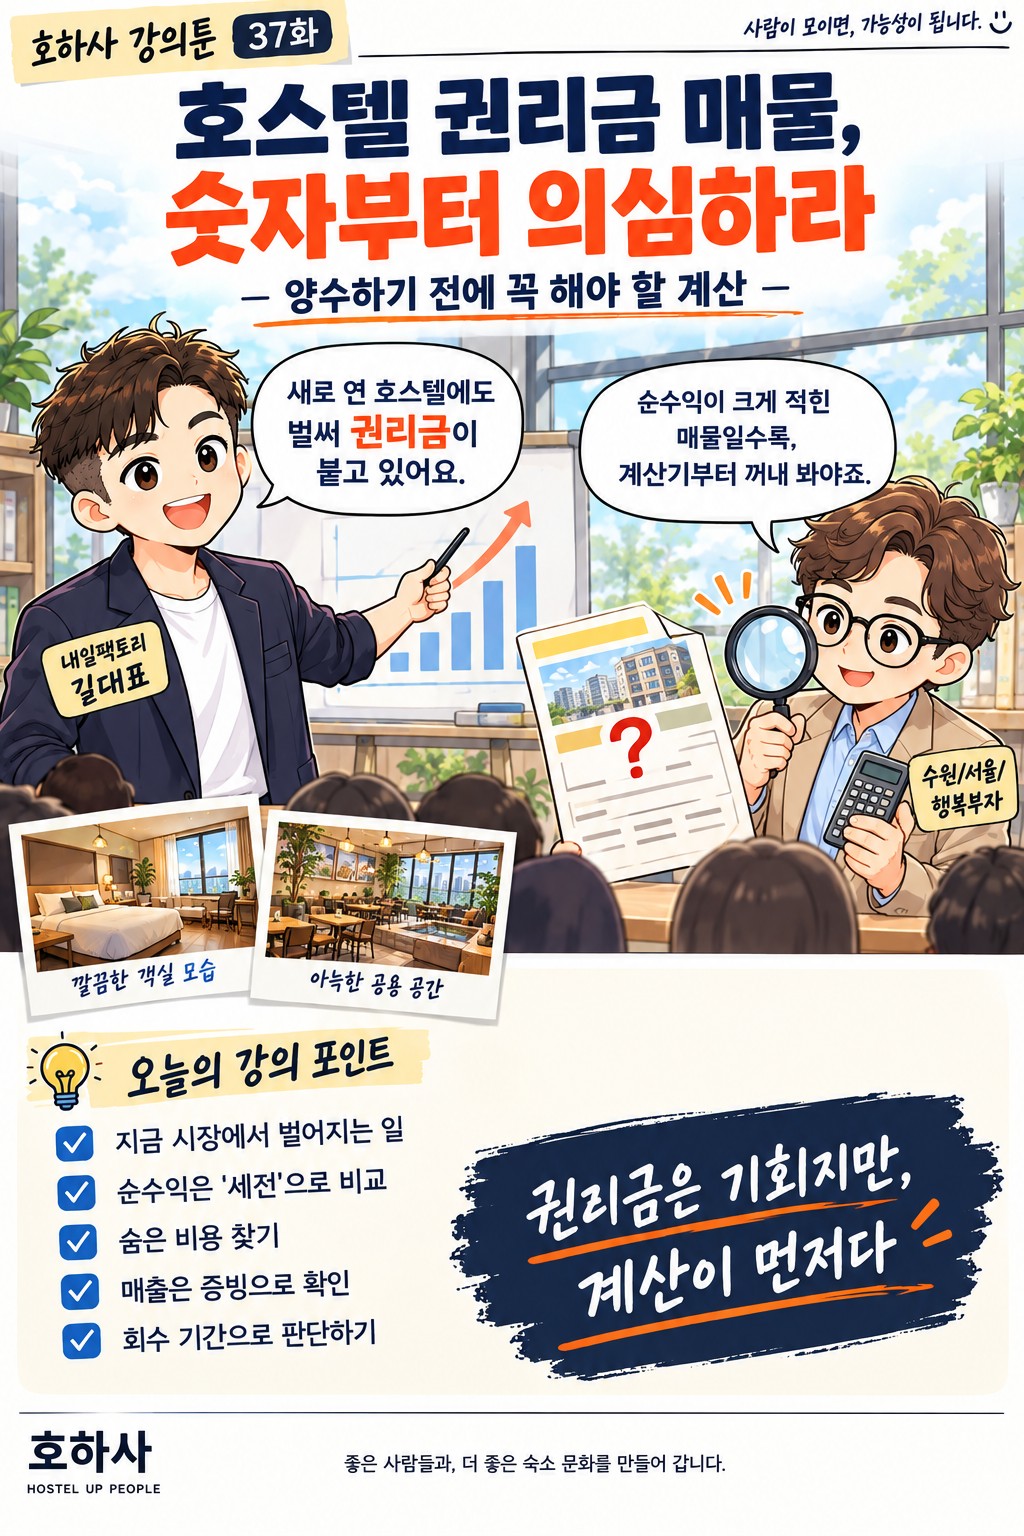 호하사 강의툰 37화
사람이 모이면, 가능성이 됩니다.
호스텔 권리금 매물,
숫자부터 의심하라
– 양수하기 전에 꼭 해야 할 계산 –
새로 연 호스텔에도
벌써 권리금이
붙고 있어요.
순수익이 크게 적힌
매물일수록,
계산기부터 꺼내 봐야죠.
내일팩토리
길대표
?
수원/서울/
행복부자
깔끔한 객실 모습
아늑한 공용 공간
오늘의 강의 포인트
지금 시장에서 벌어지는 일
순수익은 '세전'으로 비교
숨은 비용 찾기
매출은 증빙으로 확인
회수 기간으로 판단하기
권리금은 기회지만,
계산이 먼저다
호하사
HOSTEL UP PEOPLE
좋은 사람들과, 더 좋은 숙소 문화를 만들어 갑니다.